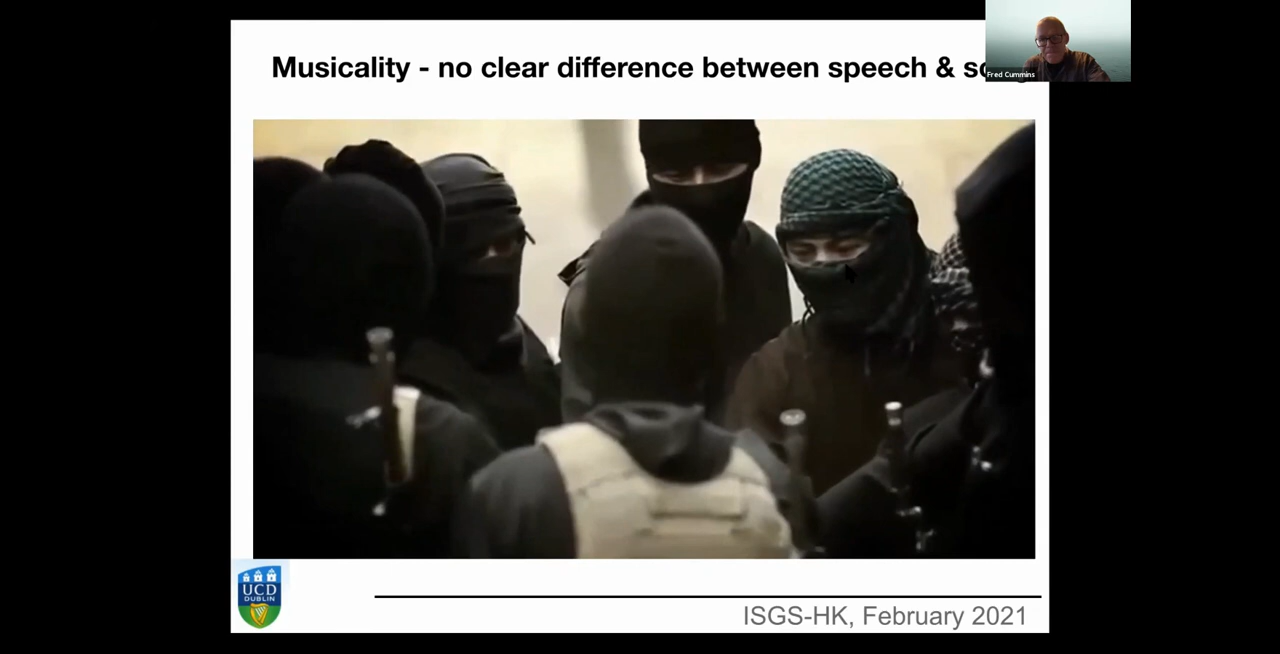 Musicality - no clear difference between speech &
Fred Cummins
UCD
DUBLIN
ISGS-HK, February 2021